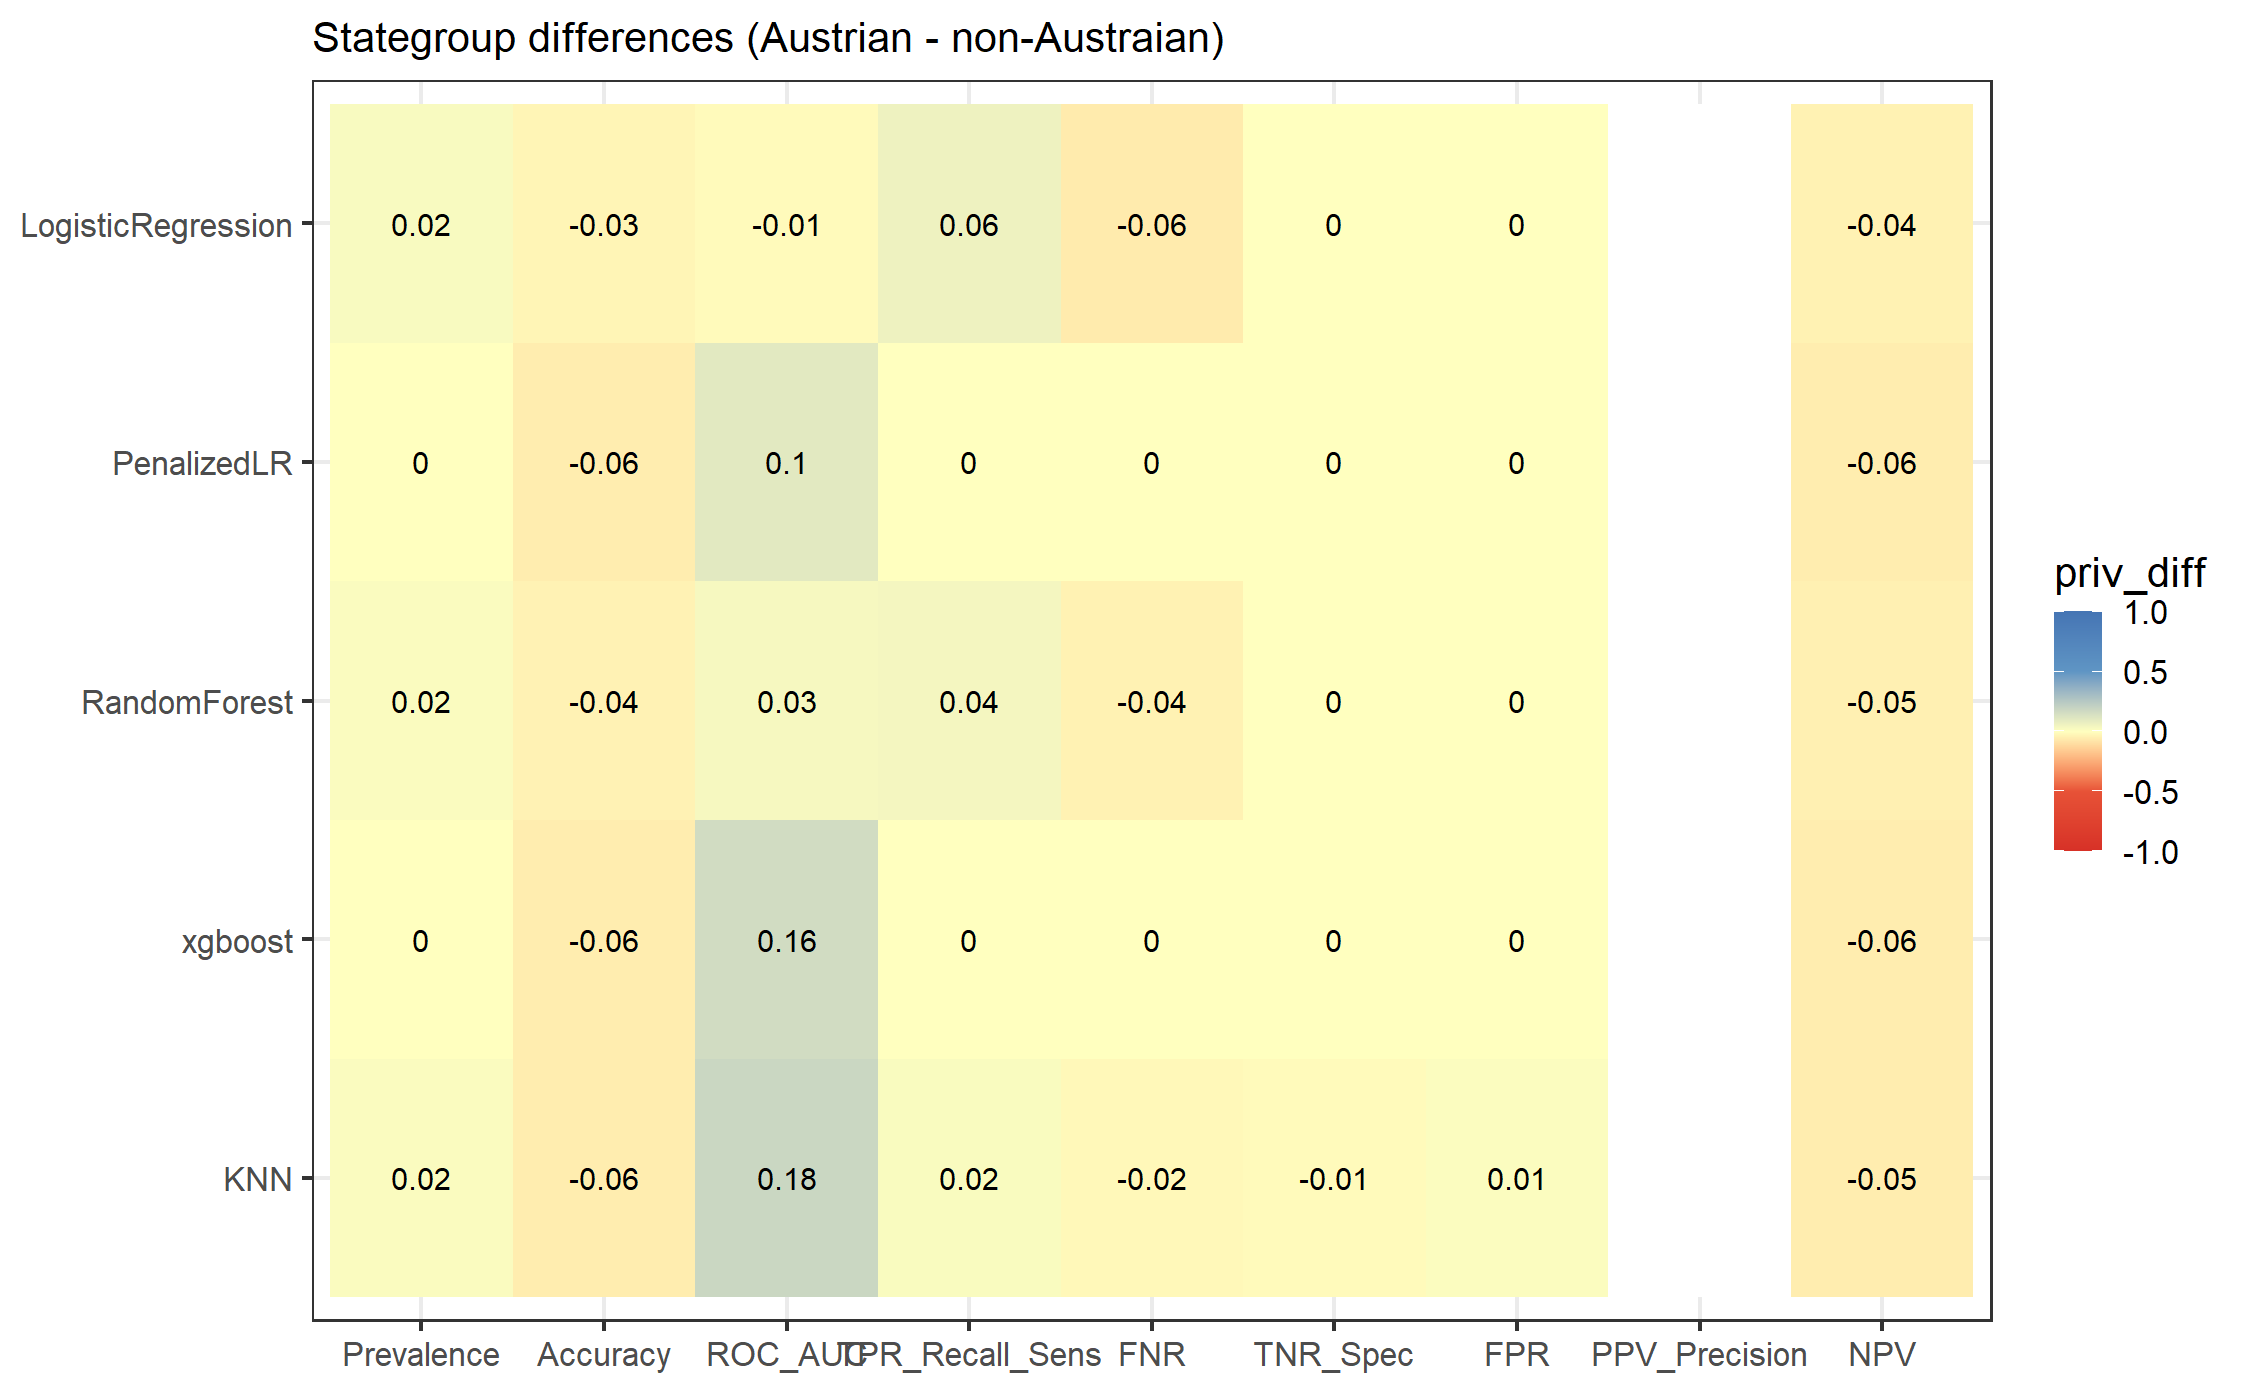 Stategroup differences (Austrian - non-Austraian)
LogisticRegression 0.02 -0.03 -0.01 0.06 -0.06 0 0 -0.04
PenalizedLR 0 -0.06 0.1 0 0 0 0 -0.06
RandomForest 0.02 -0.04 0.03 0.04 -0.04 0 0 -0.05
xgboost 0 -0.06 0.16 0 0 0 0 -0.06
KNN 0.02 -0.06 0.18 0.02 -0.02 -0.01 0.01 -0.05
Prevalence Accuracy ROC_AUC TPR_Recall_Sens FNR TNR_Spec FPR PPV_Precision NPV
priv_diff
1.0
0.5
0.0
-0.5
-1.0